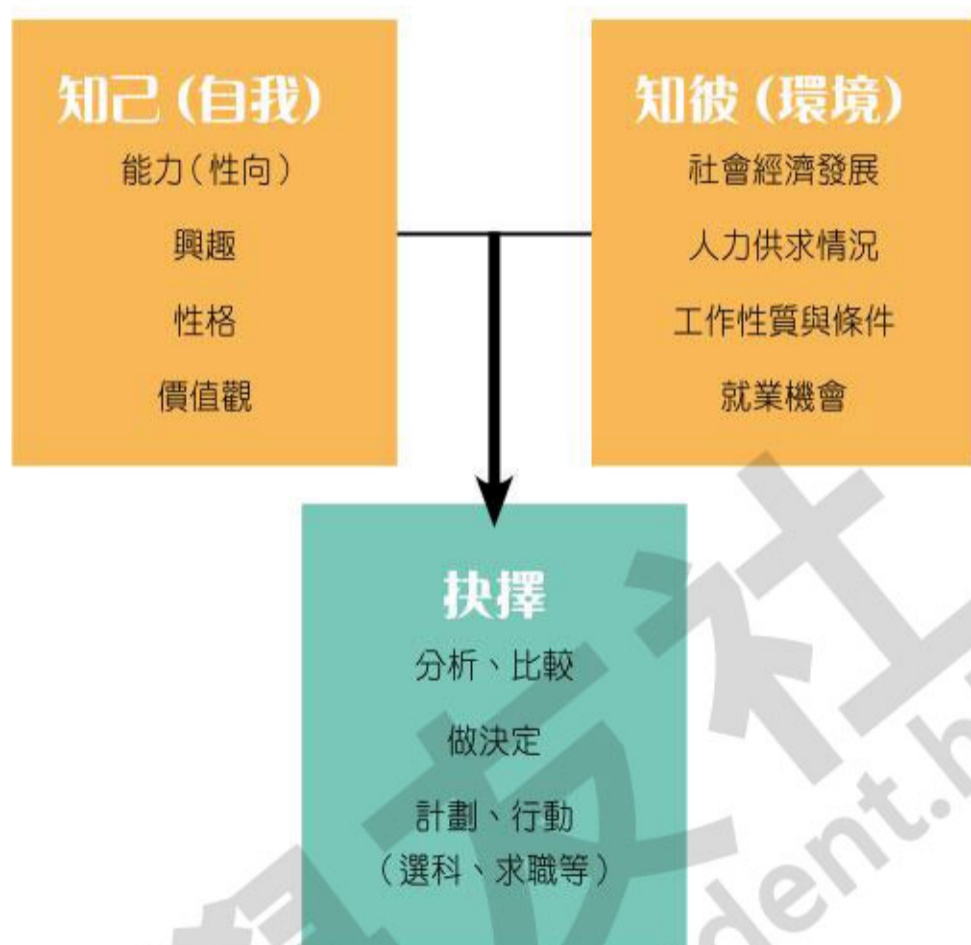 知己(自我)
能力(性向)
興趣
性格
價值觀
知彼(環境)
社會經濟發展
人力供求情況
工作性質與條件
就業機會
抉擇
分析、比較
做決定
計劃、行動
(選科、求職等)
友社
dent.h